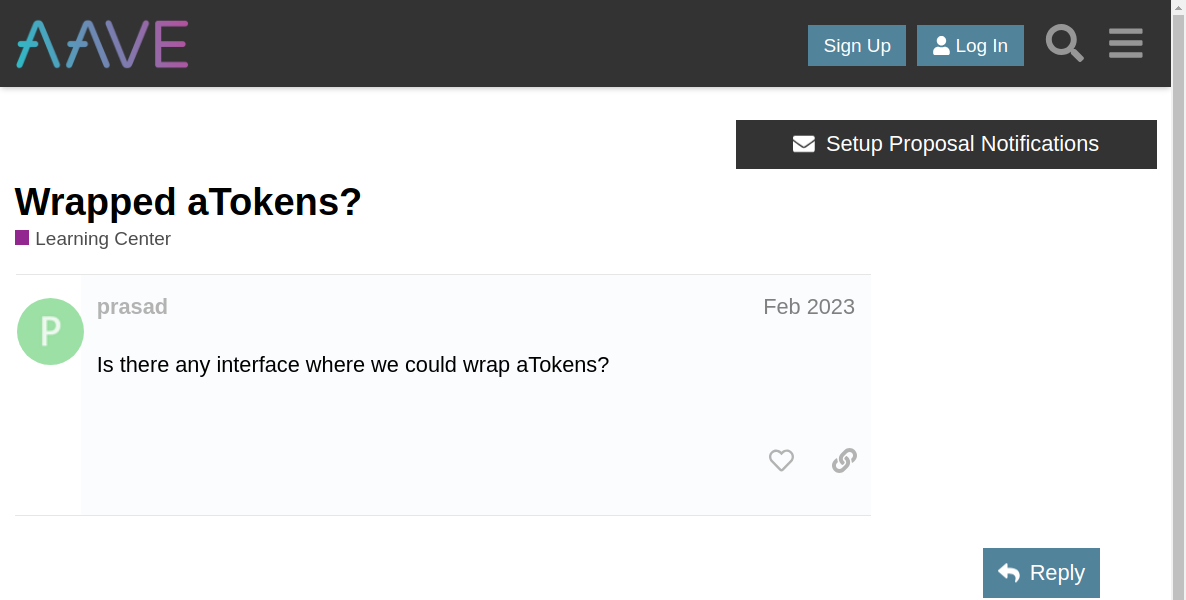 AAVE
Sign Up
Log In
Setup Proposal Notifications
Wrapped aTokens?
Learning Center
P
prasad
Feb 2023
Is there any interface where we could wrap aTokens?
Reply